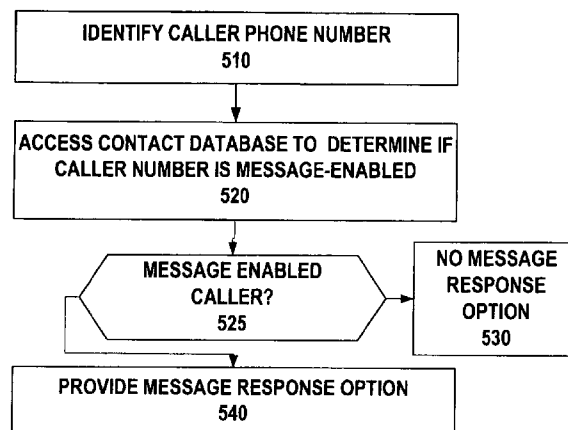 IDENTIFY CALLER PHONE NUMBER
510
ACCESS CONTACT DATABASE TO DETERMINE IF
CALLER NUMBER IS MESSAGE-ENABLED
520
MESSAGE ENABLED
CALLER?
525
NO MESSAGE
RESPONSE
OPTION
530
PROVIDE MESSAGE RESPONSE OPTION
540